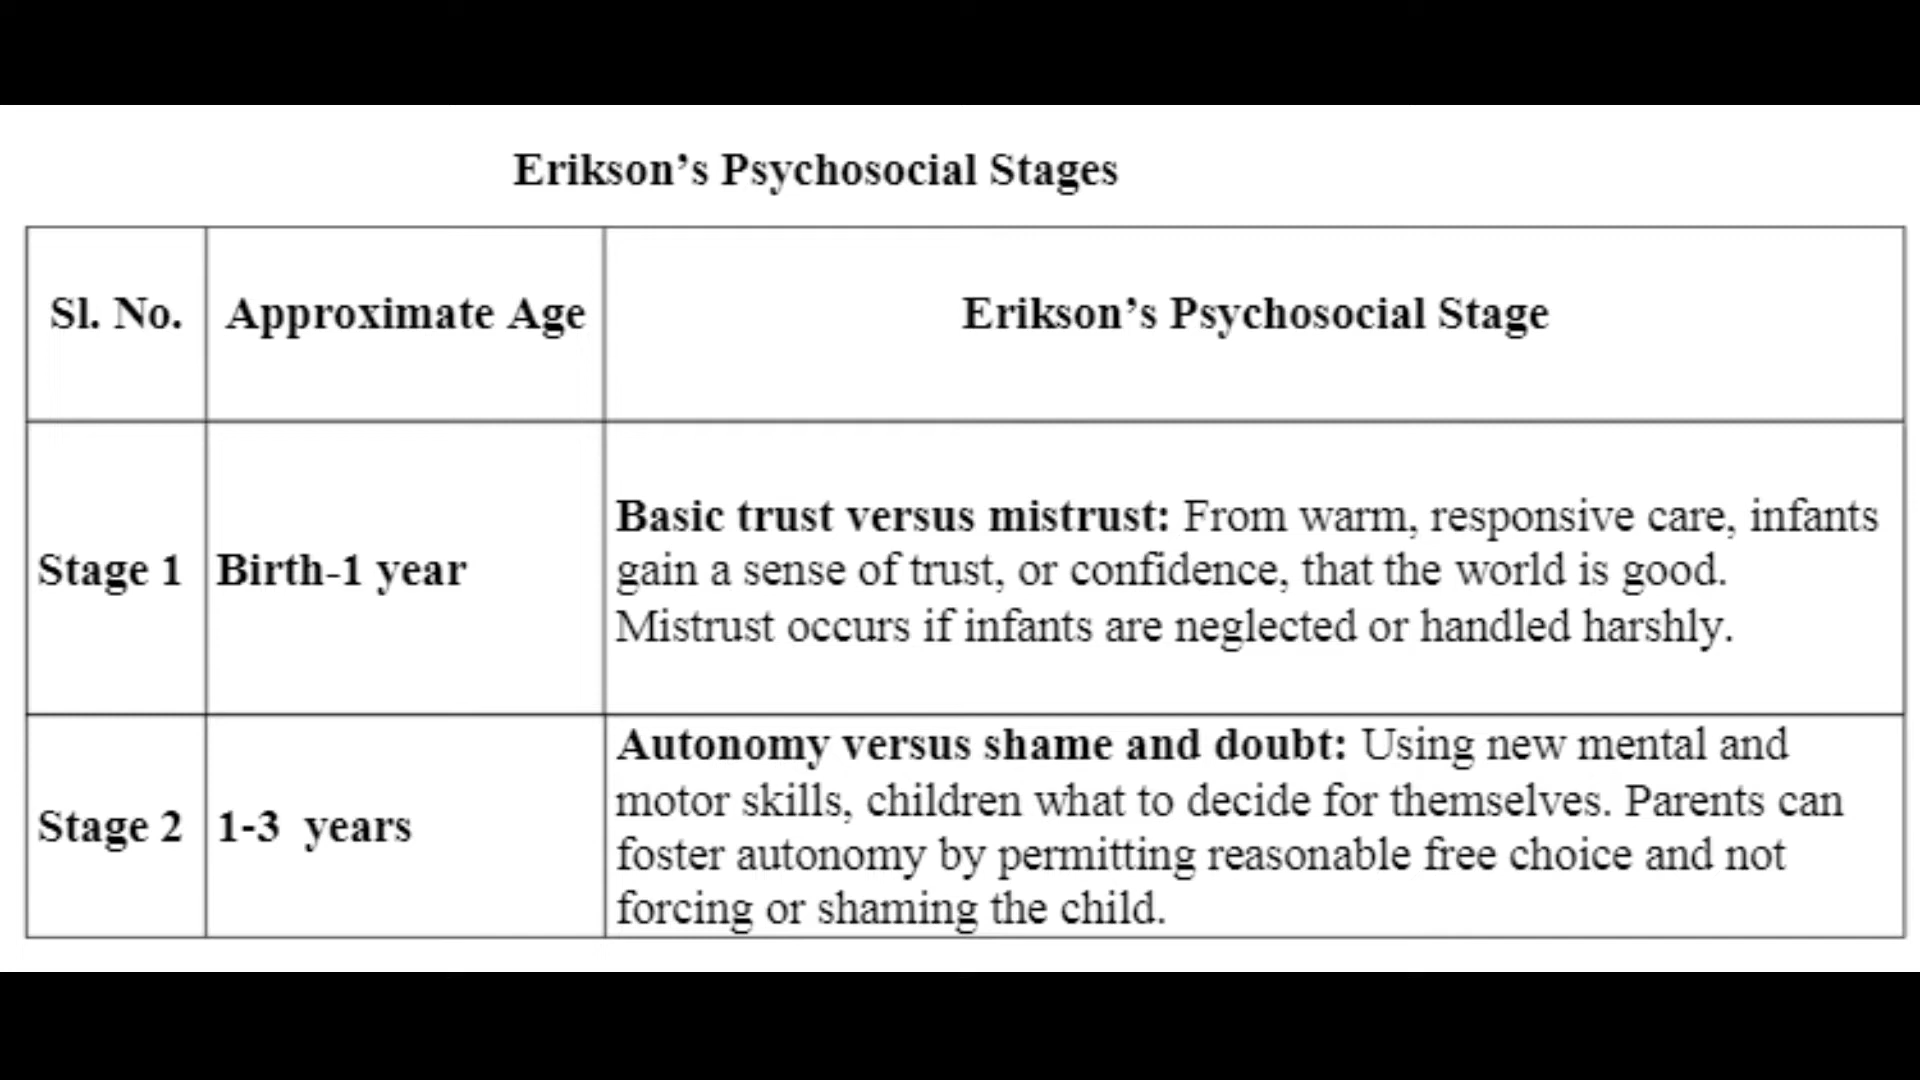 Erikson’s Psychosocial Stages
Sl. No. Approximate Age Erikson’s Psychosocial Stage
Stage 1 Birth-1 year
Basic trust versus mistrust: From warm, responsive care, infants
gain a sense of trust, or confidence, that the world is good.
Mistrust occurs if infants are neglected or handled harshly.
Stage 2 1-3 years
Autonomy versus shame and doubt: Using new mental and
motor skills, children what to decide for themselves. Parents can
foster autonomy by permitting reasonable free choice and not
forcing or shaming the child.